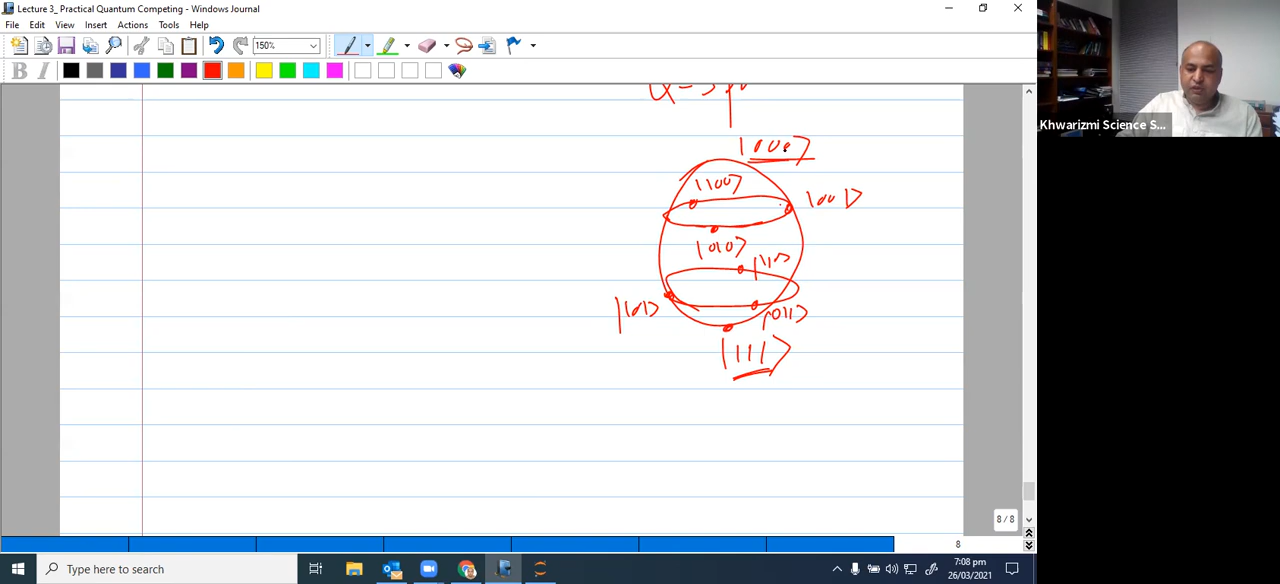 Lecture 3_ Practical Quantum Competing - Windows Journal
File Edit View Insert Actions Tools Help
150%
B I
Khwarizmi Science S...
|000⟩
|100⟩
|001⟩
|010⟩
|110⟩
|101⟩
|011⟩
|111⟩
8 / 8
8
Type here to search
7:08 pm
26/03/2021